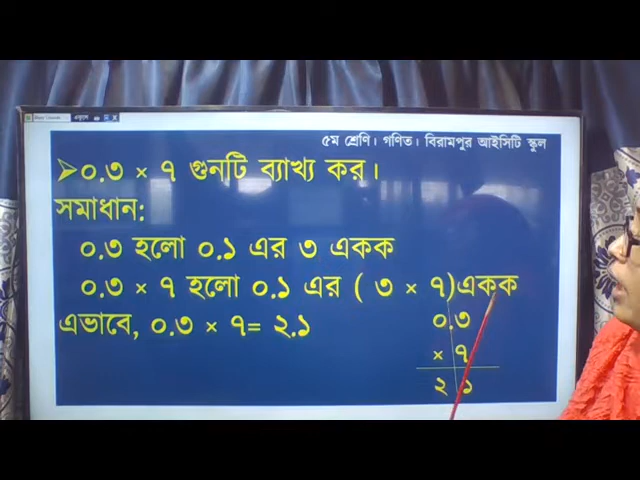 ৫ম শ্রেণি। গণিত। বিরামপুর আইসিটি স্কুল
➢০.৩ × ৭ গুনটি ব্যাখ্য কর।
সমাধান:
০.৩ হলো ০.১ এর ৩ একক
০.৩ × ৭ হলো ০.১ এর ( ৩ × ৭)একক
এভাবে, ০.৩ × ৭= ২.১
০.৩
× ৭
২ ১